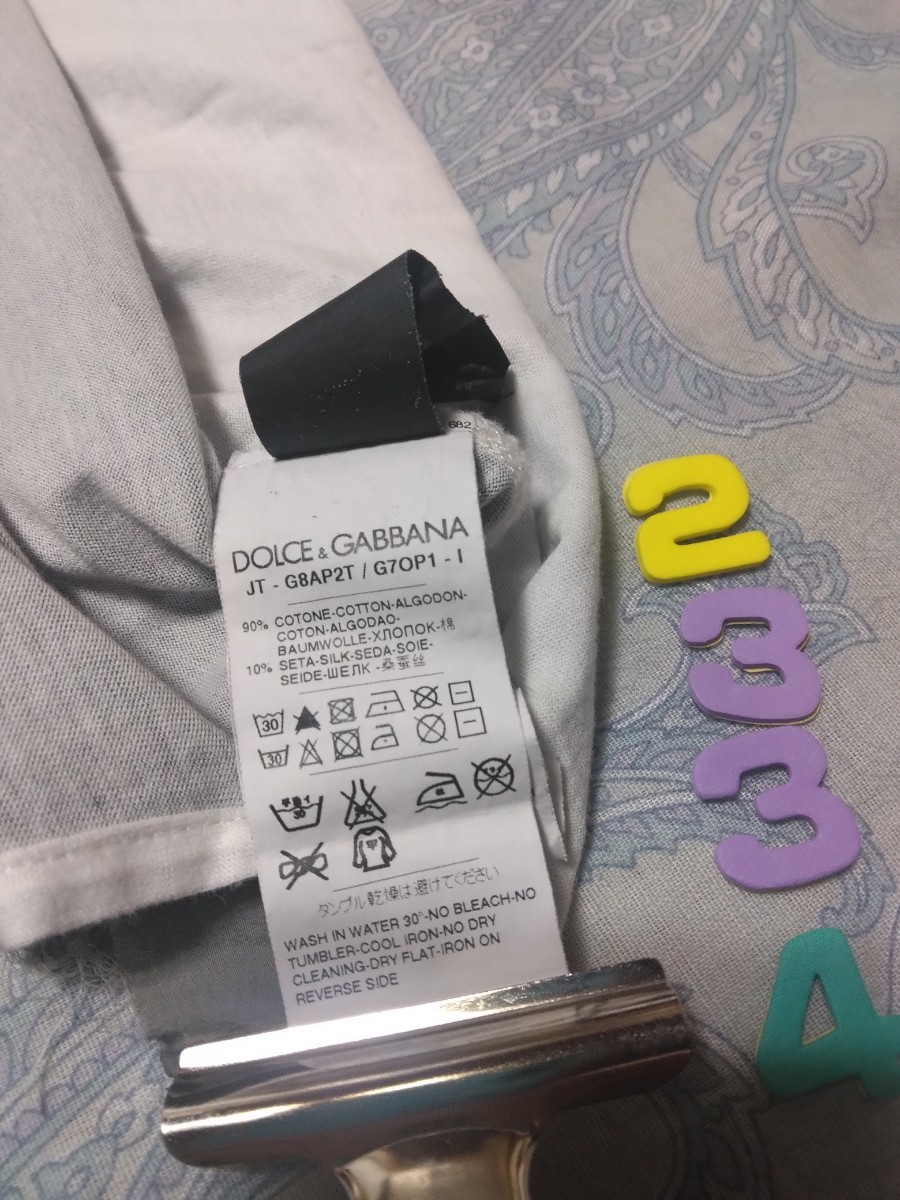 682
DOLCE & GABBANA
JT - G8AP2T / G7OP1 - I
90% COTONE-COTTON-ALGODON-
COTON-ALGODAO-
BAUMWOLLE-ХЛОПОК-棉
10% SETA-SILK-SEDA-SOIE-
SEIDE-ШЕЛК -桑蚕丝
30
30
30
タンブル乾燥は避けてください
WASH IN WATER 30°-NO BLEACH-NO
TUMBLER-COOL IRON-NO DRY
CLEANING-DRY FLAT-IRON ON
REVERSE SIDE
2
3
3
4